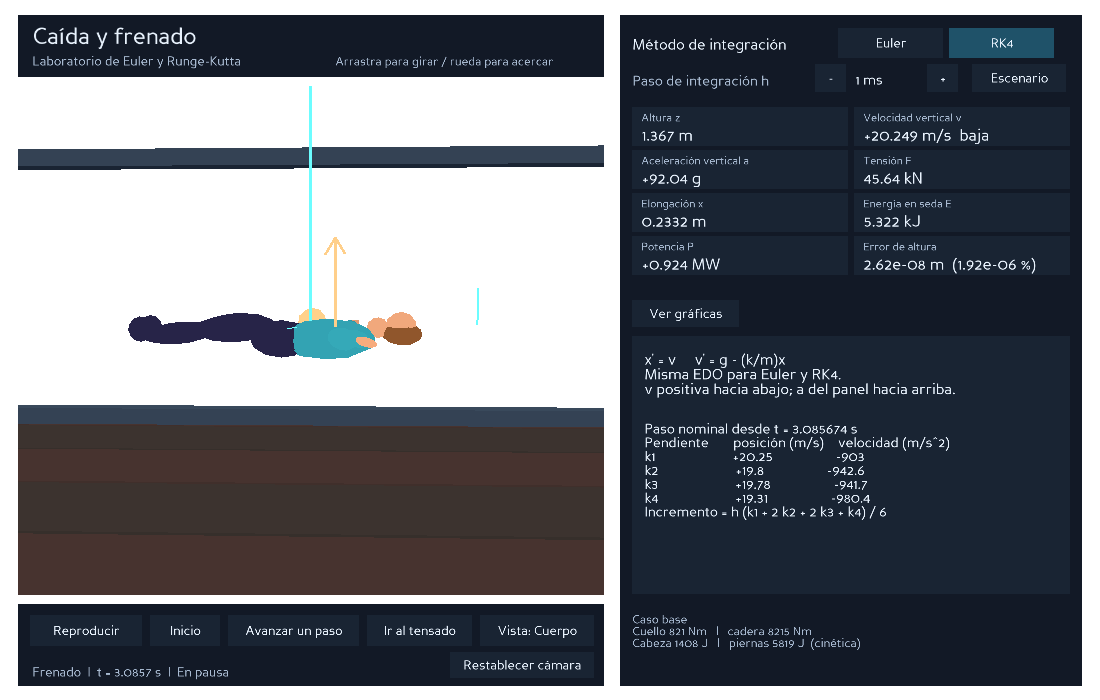 Caída y frenado
Laboratorio de Euler y Runge-Kutta
Arrastra para girar / rueda para acercar
Método de integración
Euler
RK4
Paso de integración h
-
1 ms
+
Escenario
Altura z
1.367 m
Velocidad vertical v
+20.249 m/s baja
Aceleración vertical a
+92.04 g
Tensión F
45.64 kN
Elongación x
0.2332 m
Energía en seda E
5.322 kJ
Potencia P
+0.924 MW
Error de altura
2.62e-08 m (1.92e-06 %)
Ver gráficas
x' = v v' = g - (k/m)x
Misma EDO para Euler y RK4.
v positiva hacia abajo; a del panel hacia arriba.
Paso nominal desde t = 3.085674 s
Pendiente posición (m/s) velocidad (m/s^2)
k1 +20.25 -903
k2 +19.8 -942.6
k3 +19.78 -941.7
k4 +19.31 -980.4
Incremento = h (k1 + 2 k2 + 2 k3 + k4) / 6
Caso base
Cuello 821 Nm | cadera 8215 Nm
Cabeza 1408 J | piernas 5819 J (cinética)
Reproducir
Inicio
Avanzar un paso
Ir al tensado
Vista: Cuerpo
Restablecer cámara
Frenado | t = 3.0857 s | En pausa